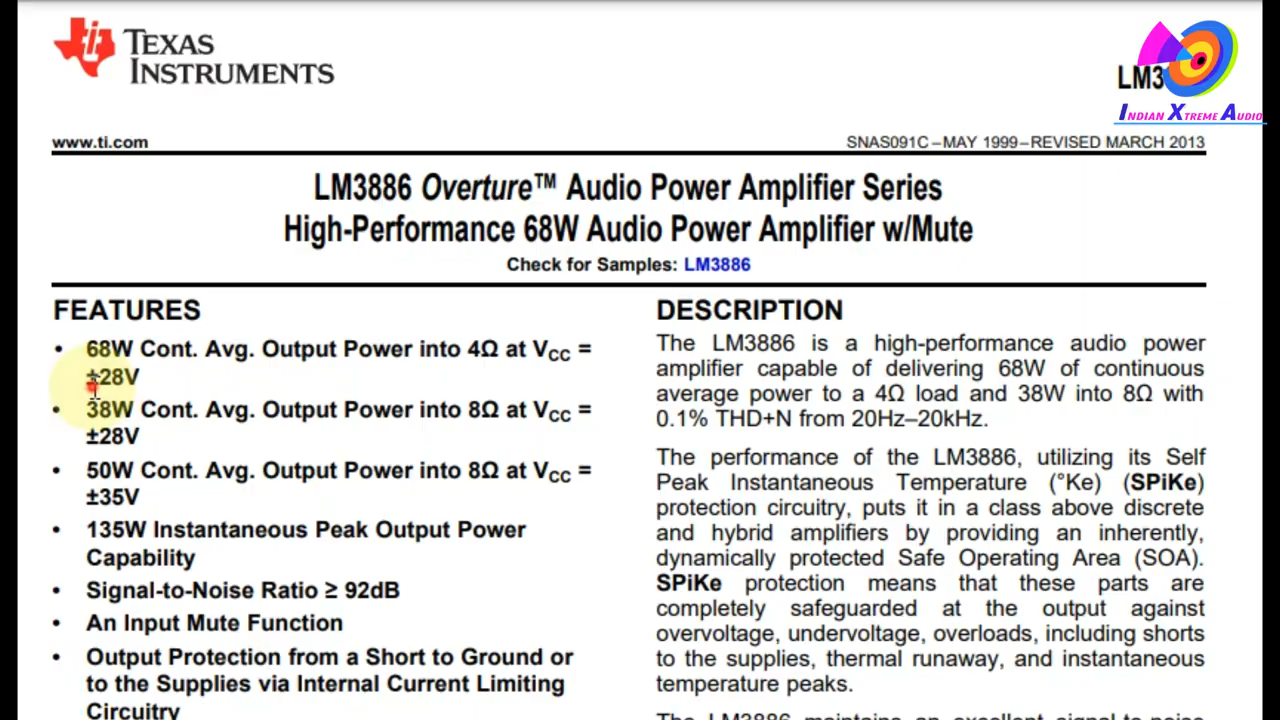 TEXAS
INSTRUMENTS
LM3
INDIAN XTREME AUDIO
www.ti.com
SNAS091C – MAY 1999 – REVISED MARCH 2013
LM3886 Overture™ Audio Power Amplifier Series
High-Performance 68W Audio Power Amplifier w/Mute
Check for Samples: LM3886
FEATURES
• 68W Cont. Avg. Output Power into 4Ω at VCC =
±28V
• 38W Cont. Avg. Output Power into 8Ω at VCC =
±28V
• 50W Cont. Avg. Output Power into 8Ω at VCC =
±35V
• 135W Instantaneous Peak Output Power
Capability
• Signal-to-Noise Ratio ≥ 92dB
• An Input Mute Function
• Output Protection from a Short to Ground or
to the Supplies via Internal Current Limiting
Circuitry
DESCRIPTION
The LM3886 is a high-performance audio power
amplifier capable of delivering 68W of continuous
average power to a 4Ω load and 38W into 8Ω with
0.1% THD+N from 20Hz–20kHz.
The performance of the LM3886, utilizing its Self
Peak Instantaneous Temperature (°Ke) (SPiKe)
protection circuitry, puts it in a class above discrete
and hybrid amplifiers by providing an inherently,
dynamically protected Safe Operating Area (SOA).
SPiKe protection means that these parts are
completely safeguarded at the output against
overvoltage, undervoltage, overloads, including shorts
to the supplies, thermal runaway, and instantaneous
temperature peaks.
The LM3886 maintains an excellent signal-to-noise